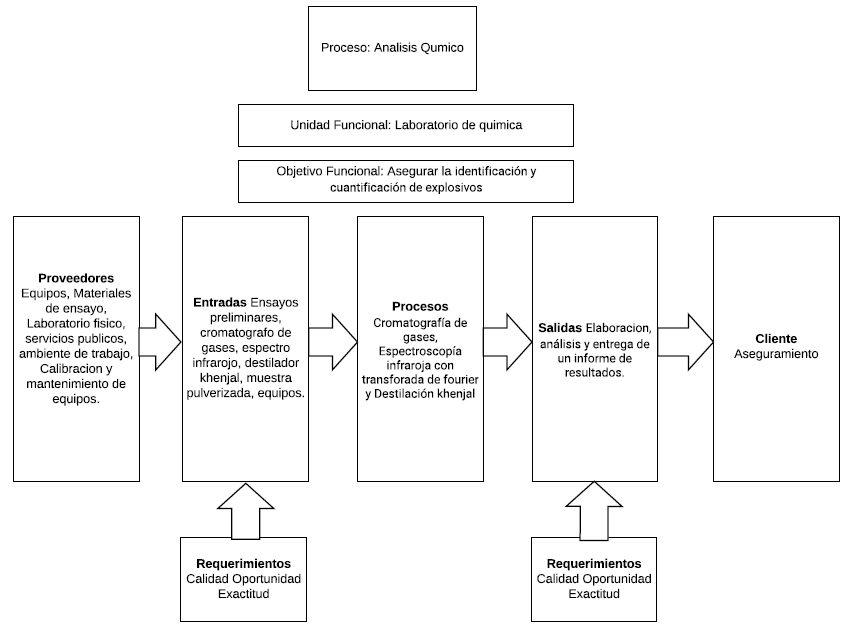 Proceso: Analisis Qumico
Unidad Funcional: Laboratorio de quimica
Objetivo Funcional: Asegurar la identificación y
cuantificación de explosivos
Proveedores
Equipos, Materiales
de ensayo,
Laboratorio fisico,
servicios publicos,
ambiente de trabajo,
Calibracion y
mantenimiento de
equipos.
Entradas Ensayos
preliminares,
cromatografo de
gases, espectro
infrarojo, destilador
khenjal, muestra
pulverizada, equipos.
Procesos
Cromatografía de
gases,
Espectroscopía
infraroja con
transforada de fourier
y Destilación khenjal
Salidas Elaboracion,
análisis y entrega de
un informe de
resultados.
Cliente
Aseguramiento
Requerimientos
Calidad Oportunidad
Exactitud
Requerimientos
Calidad Oportunidad
Exactitud